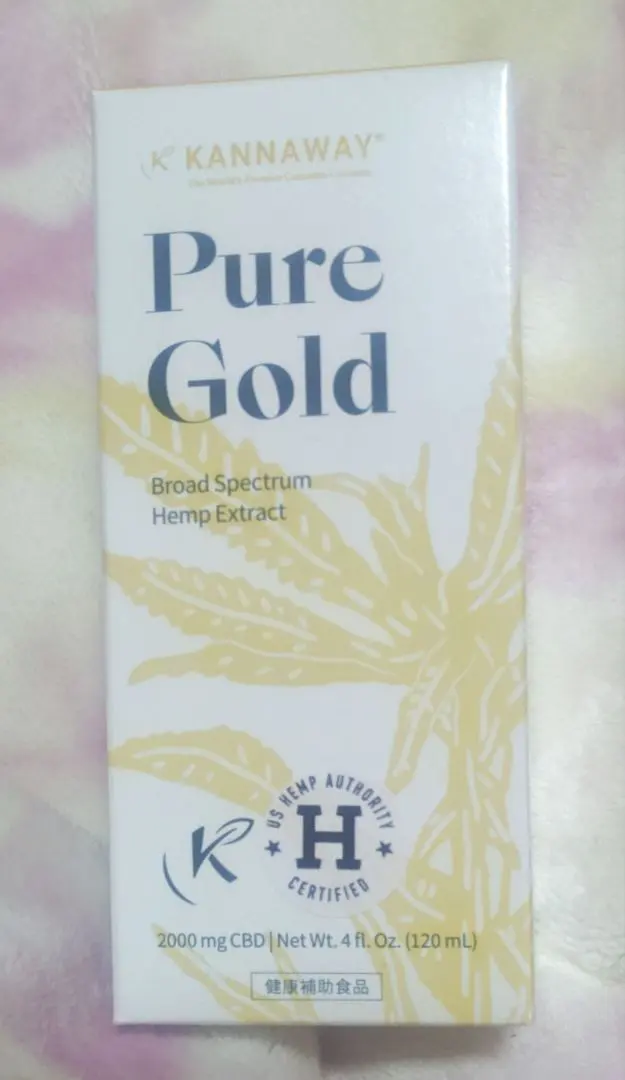 K KANNAWAY®
Pure
Gold
Broad Spectrum
Hemp Extract
K
US HEMP AUTHORITY
H
CERTIFIED
2000 mg CBD | Net Wt. 4 fl. Oz. (120 mL)
健康補助食品